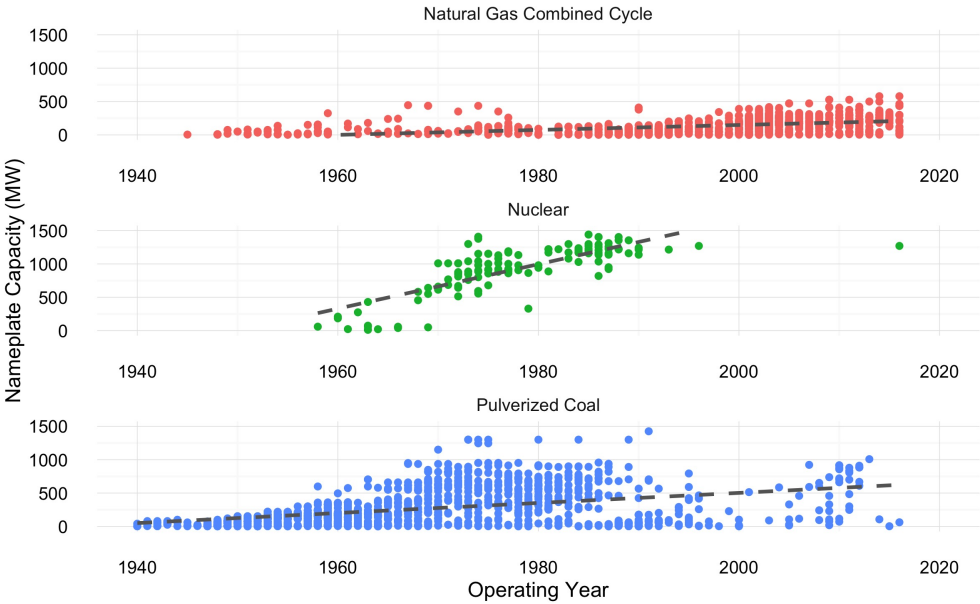 Natural Gas Combined Cycle
1500
1000
500
0
1940 1960 1980 2000 2020
Nuclear
1500
1000
500
0
1940 1960 1980 2000 2020
Pulverized Coal
1500
1000
500
0
1940 1960 1980 2000 2020
Operating Year
Nameplate Capacity (MW)